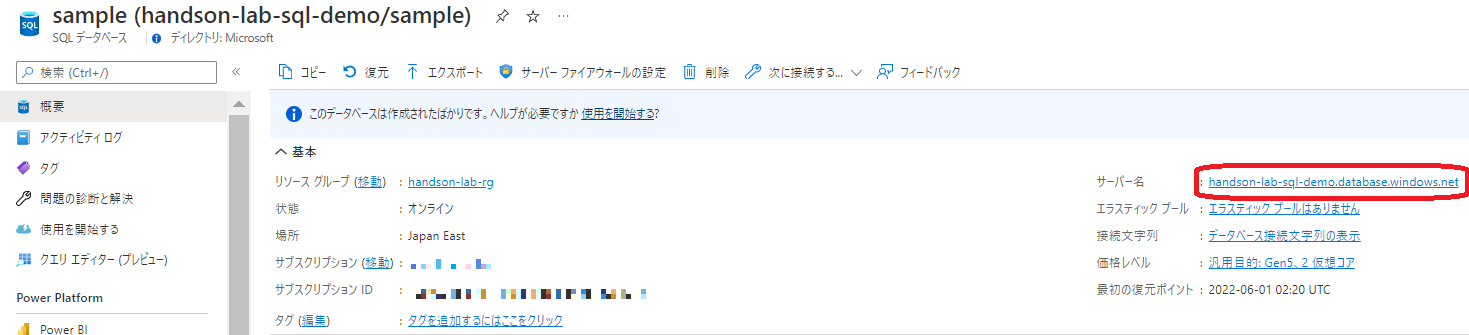 sample (handson-lab-sql-demo/sample)
SQL データベース
ディレクトリ: Microsoft
検索 (Ctrl+/)
コピー 復元 エクスポート サーバー ファイアウォールの設定 削除 次に接続する... フィードバック
概要
アクティビティ ログ
タグ
問題の診断と解決
使用を開始する
クエリ エディター (プレビュー)
Power Platform
Power BI
このデータベースは作成されたばかりです。ヘルプが必要ですか 使用を開始する?
基本
リソース グループ (移動) : handson-lab-rg
状態 : オンライン
場所 : Japan East
サブスクリプション (移動) :
サブスクリプション ID :
タグ (編集) : タグを追加するにはここをクリック
サーバー名 : handson-lab-sql-demo.database.windows.net
エラスティック プール : エラスティック プールはありません
接続文字列 : データベース接続文字列の表示
価格レベル : 汎用目的: Gen5、2 仮想コア
最初の復元ポイント : 2022-06-01 02:20 UTC